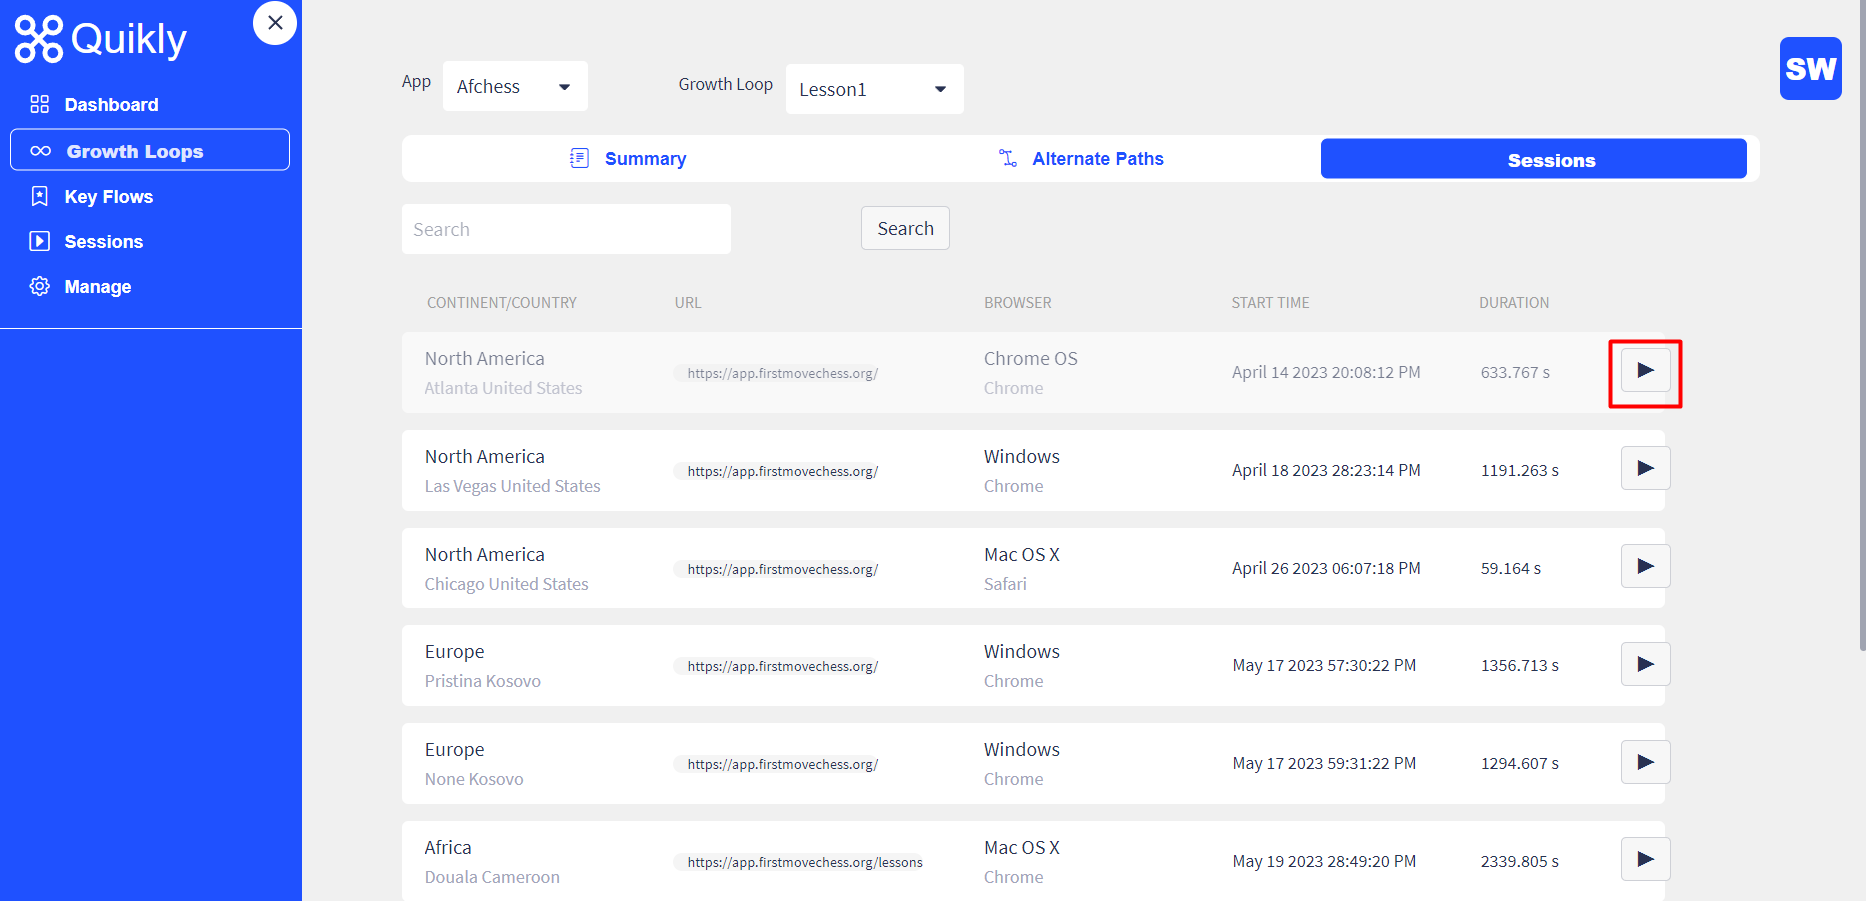 Quikly
Dashboard
Growth Loops
Key Flows
Sessions
Manage
App
Afchess
Growth Loop
Lesson1
SW
Summary
Alternate Paths
Sessions
Search
Search
CONTINENT/COUNTRY URL BROWSER START TIME DURATION
North America
Atlanta United States
https://app.firstmovechess.org/
Chrome OS
Chrome
April 14 2023 20:08:12 PM
633.767 s
North America
Las Vegas United States
https://app.firstmovechess.org/
Windows
Chrome
April 18 2023 28:23:14 PM
1191.263 s
North America
Chicago United States
https://app.firstmovechess.org/
Mac OS X
Safari
April 26 2023 06:07:18 PM
59.164 s
Europe
Pristina Kosovo
https://app.firstmovechess.org/
Windows
Chrome
May 17 2023 57:30:22 PM
1356.713 s
Europe
None Kosovo
https://app.firstmovechess.org/
Windows
Chrome
May 17 2023 59:31:22 PM
1294.607 s
Africa
Douala Cameroon
https://app.firstmovechess.org/lessons
Mac OS X
Chrome
May 19 2023 28:49:20 PM
2339.805 s